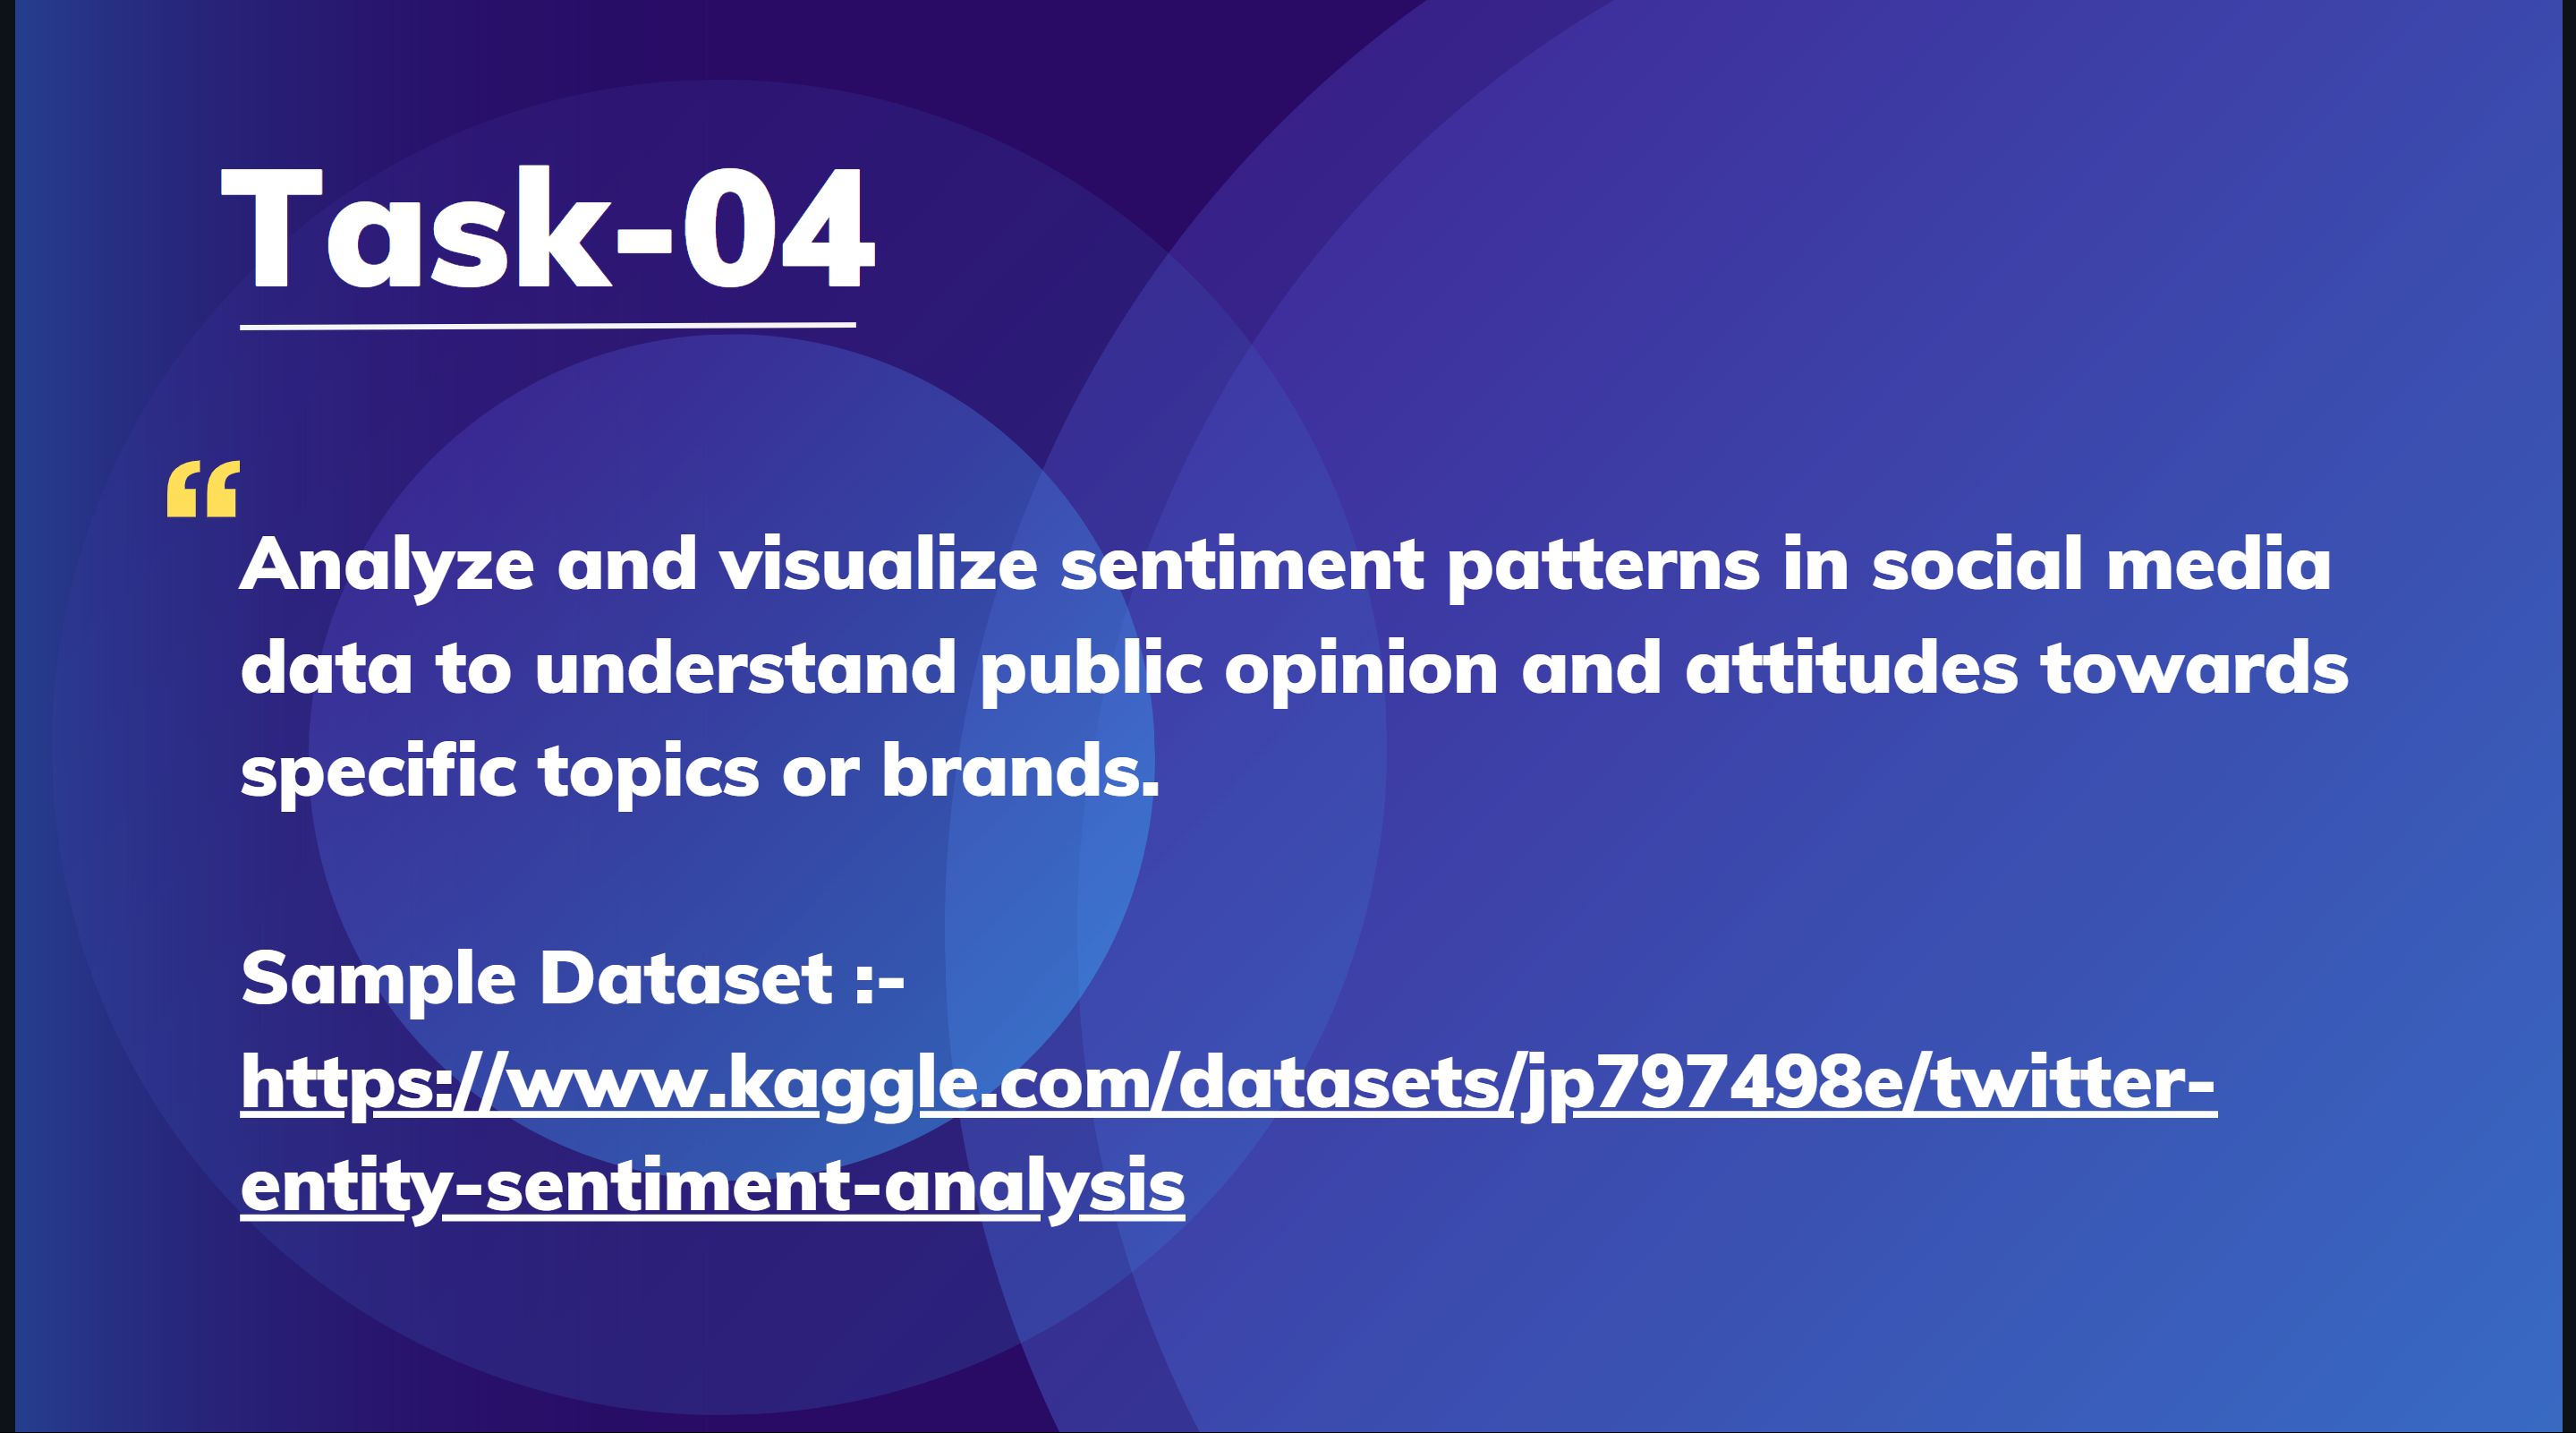 Task-04
“
Analyze and visualize sentiment patterns in social media
data to understand public opinion and attitudes towards
specific topics or brands.
Sample Dataset :-
https://www.kaggle.com/datasets/jp797498e/twitter-
entity-sentiment-analysis